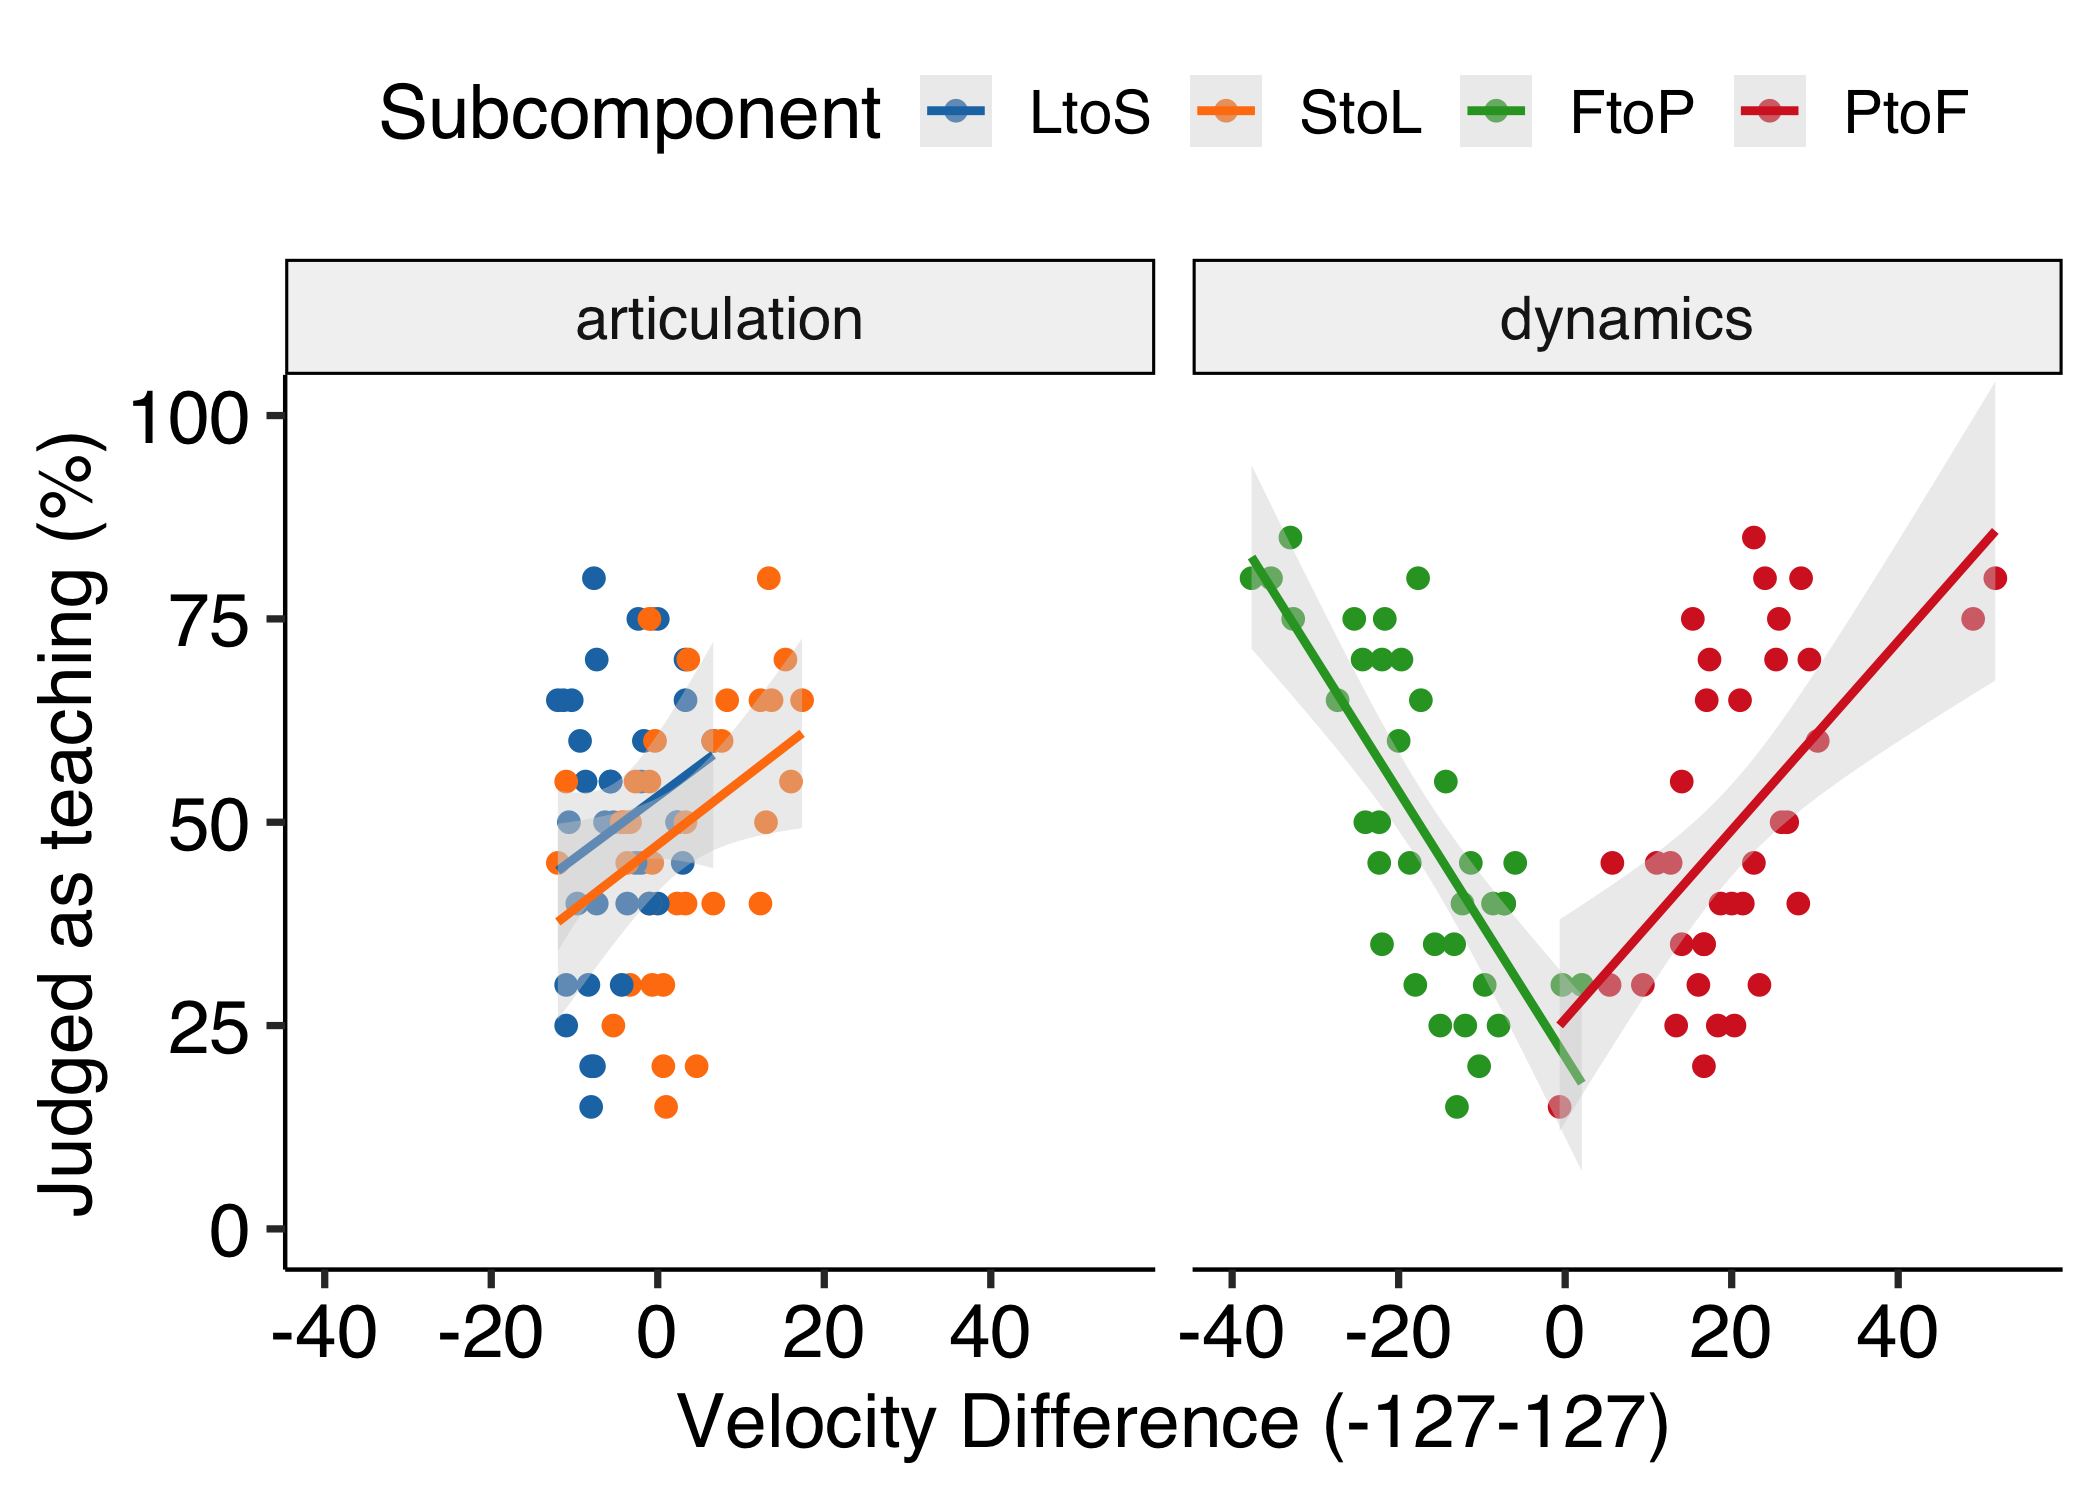 Subcomponent LtoS StoL FtoP PtoF
articulation dynamics
Judged as teaching (%)
100
75
50
25
0
-40 -20 0 20 40 -40 -20 0 20 40
Velocity Difference (-127-127)